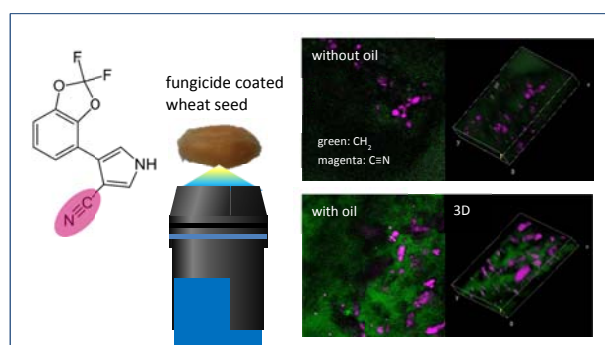 F
F
O
O
NH
N≡C
fungicide coated
wheat seed
without oil
green: CH₂
magenta: C≡N
with oil
3D